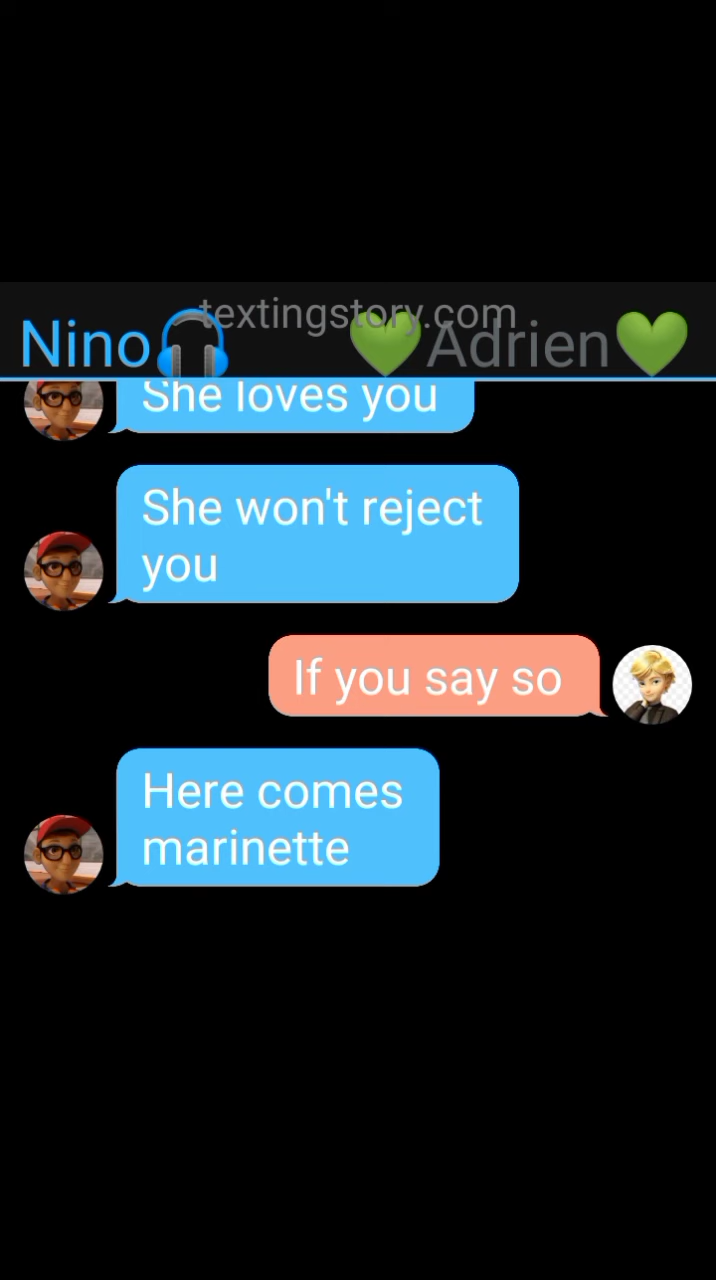 textingstory.com
Nino🎧 💚Adrien💚
She loves you
She won't reject
you
If you say so
Here comes
marinette